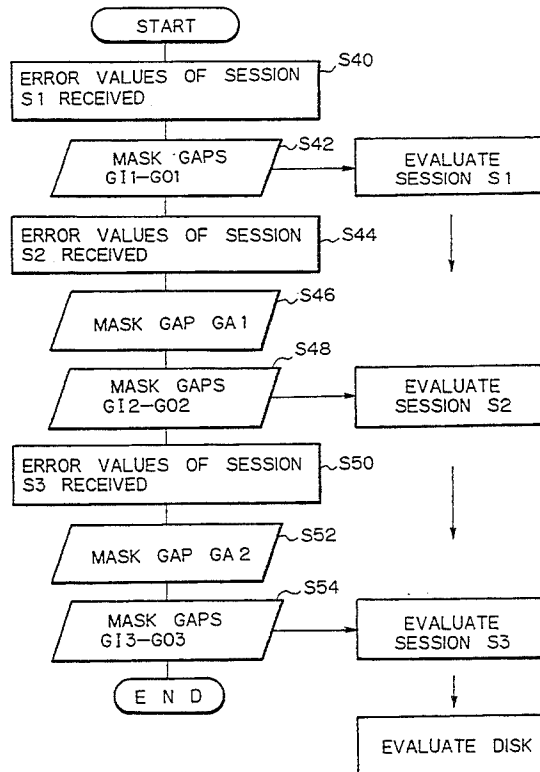 START
ERROR VALUES OF SESSION
S1 RECEIVED
S40
MASK GAPS
GI1-GO1
S42
EVALUATE
SESSION S1
ERROR VALUES OF SESSION
S2 RECEIVED
S44
MASK GAP GA1
S46
MASK GAPS
GI2-GO2
S48
EVALUATE
SESSION S2
ERROR VALUES OF SESSION
S3 RECEIVED
S50
MASK GAP GA2
S52
MASK GAPS
GI3-GO3
S54
EVALUATE
SESSION S3
END
EVALUATE DISK